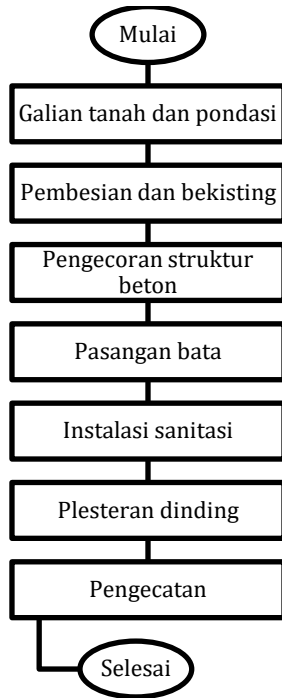 Mulai
Galian tanah dan pondasi
Pembesian dan bekisting
Pengecoran struktur
beton
Pasangan bata
Instalasi sanitasi
Plesteran dinding
Pengecatan
Selesai